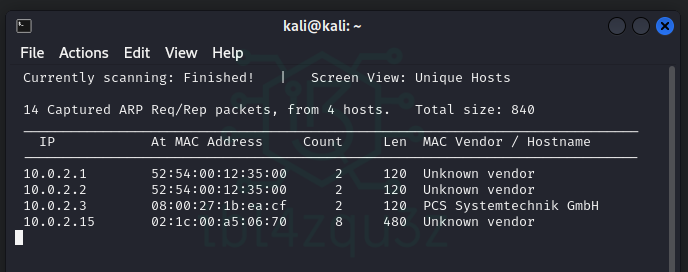 kali@kali: ~
File Actions Edit View Help
Currently scanning: Finished! | Screen View: Unique Hosts
14 Captured ARP Req/Rep packets, from 4 hosts. Total size: 840
IP At MAC Address Count Len MAC Vendor / Hostname
10.0.2.1 52:54:00:12:35:00 2 120 Unknown vendor
10.0.2.2 52:54:00:12:35:00 2 120 Unknown vendor
10.0.2.3 08:00:27:1b:ea:cf 2 120 PCS Systemtechnik GmbH
10.0.2.15 02:1c:00:a5:06:70 8 480 Unknown vendor